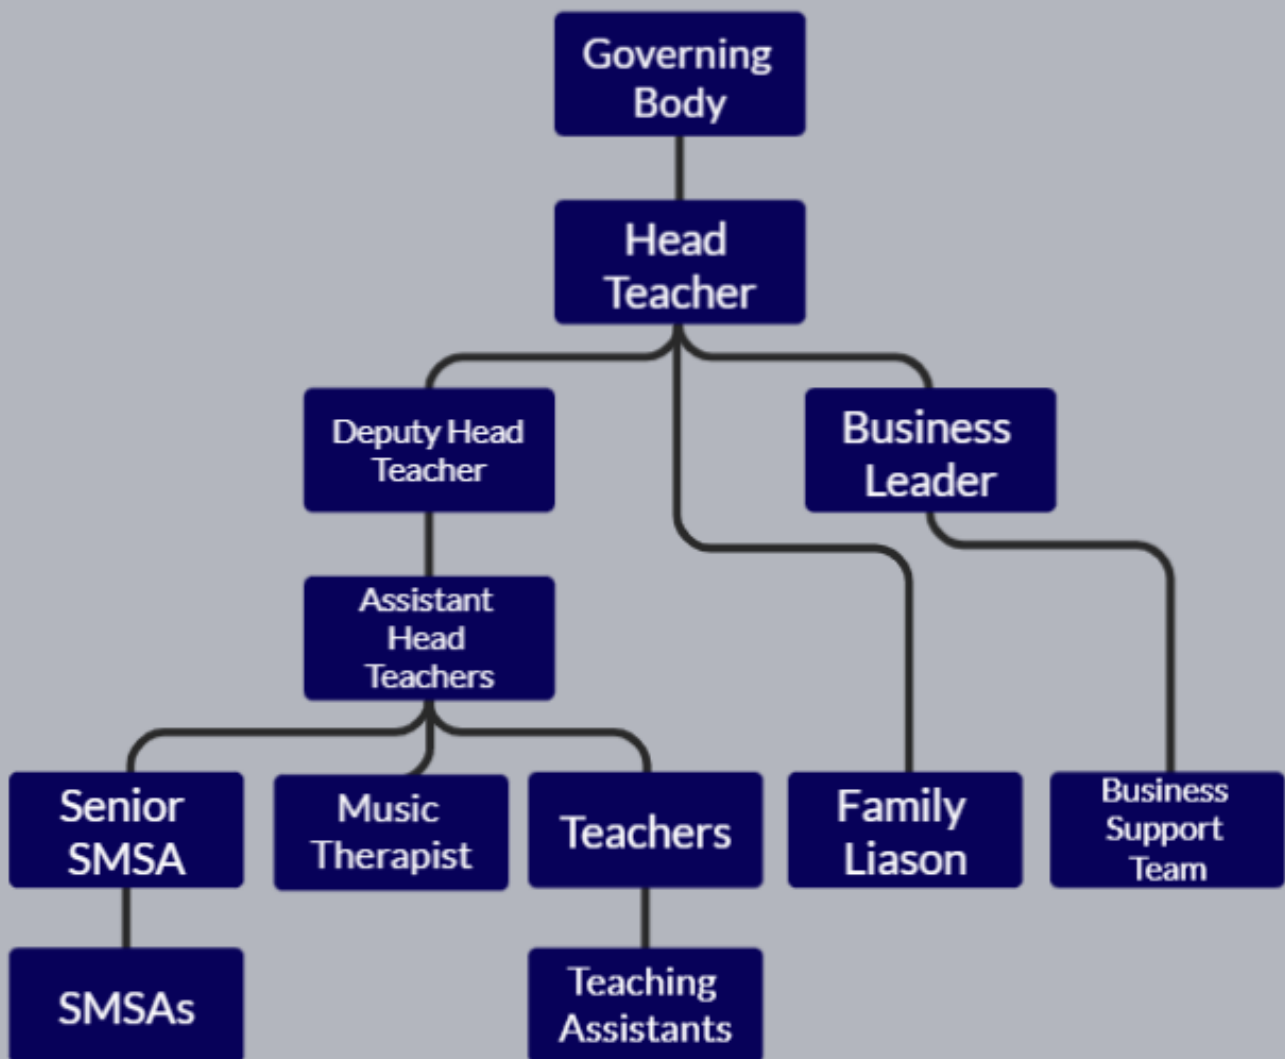 Governing
Body
Head
Teacher
Deputy Head
Teacher
Business
Leader
Assistant
Head
Teachers
Senior
SMSA
Music
Therapist
Teachers
Family
Liason
Business
Support
Team
SMSAs
Teaching
Assistants